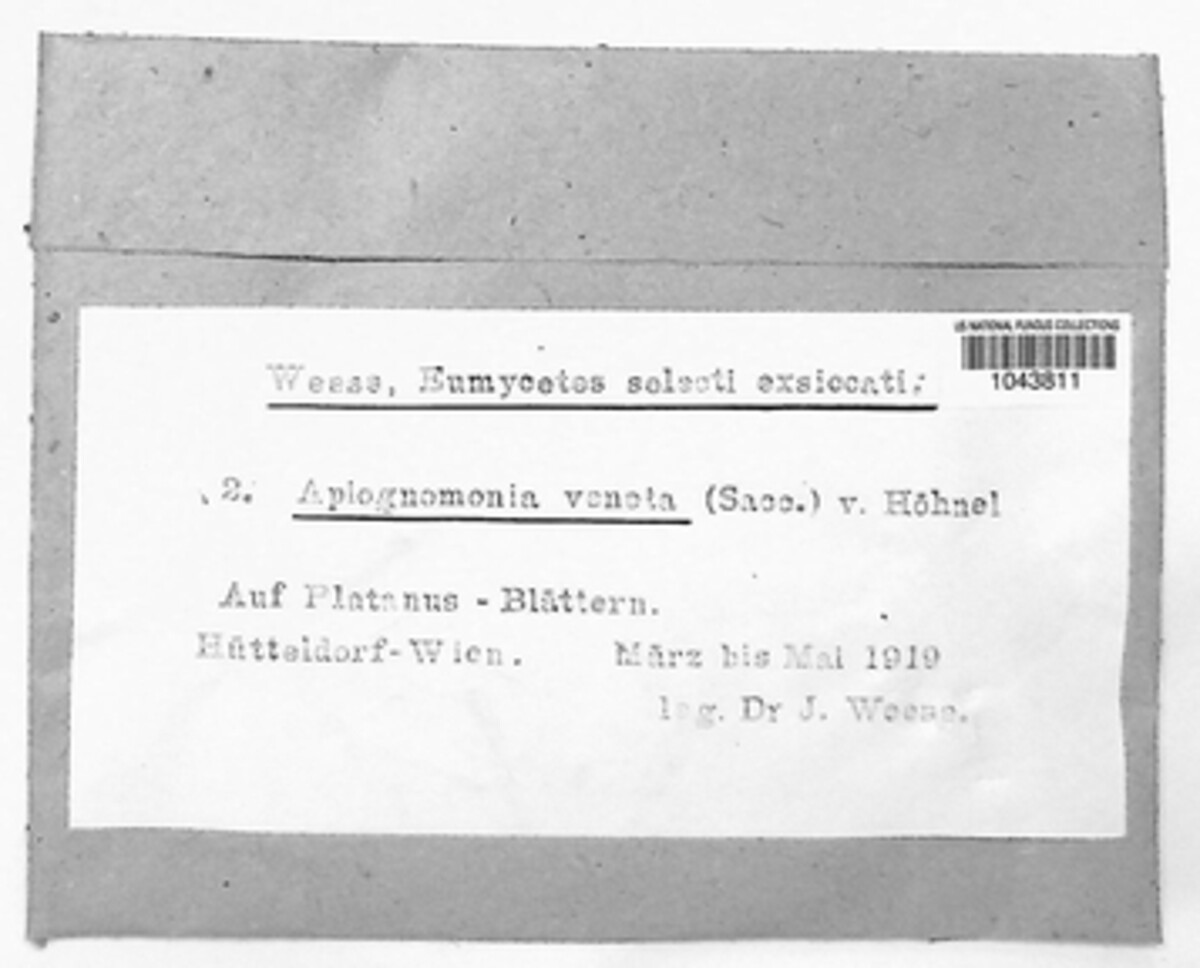 US NATIONAL FUNGUS COLLECTIONS
1043811
Weese, Eumycetes selecti exsiccati:
2. Apiognomonia veneta (Sacc.) v. Höhnel
Auf Platanus - Blättern.
Hütteldorf-Wien. März bis Mai 1919
leg. Dr J. Weese.